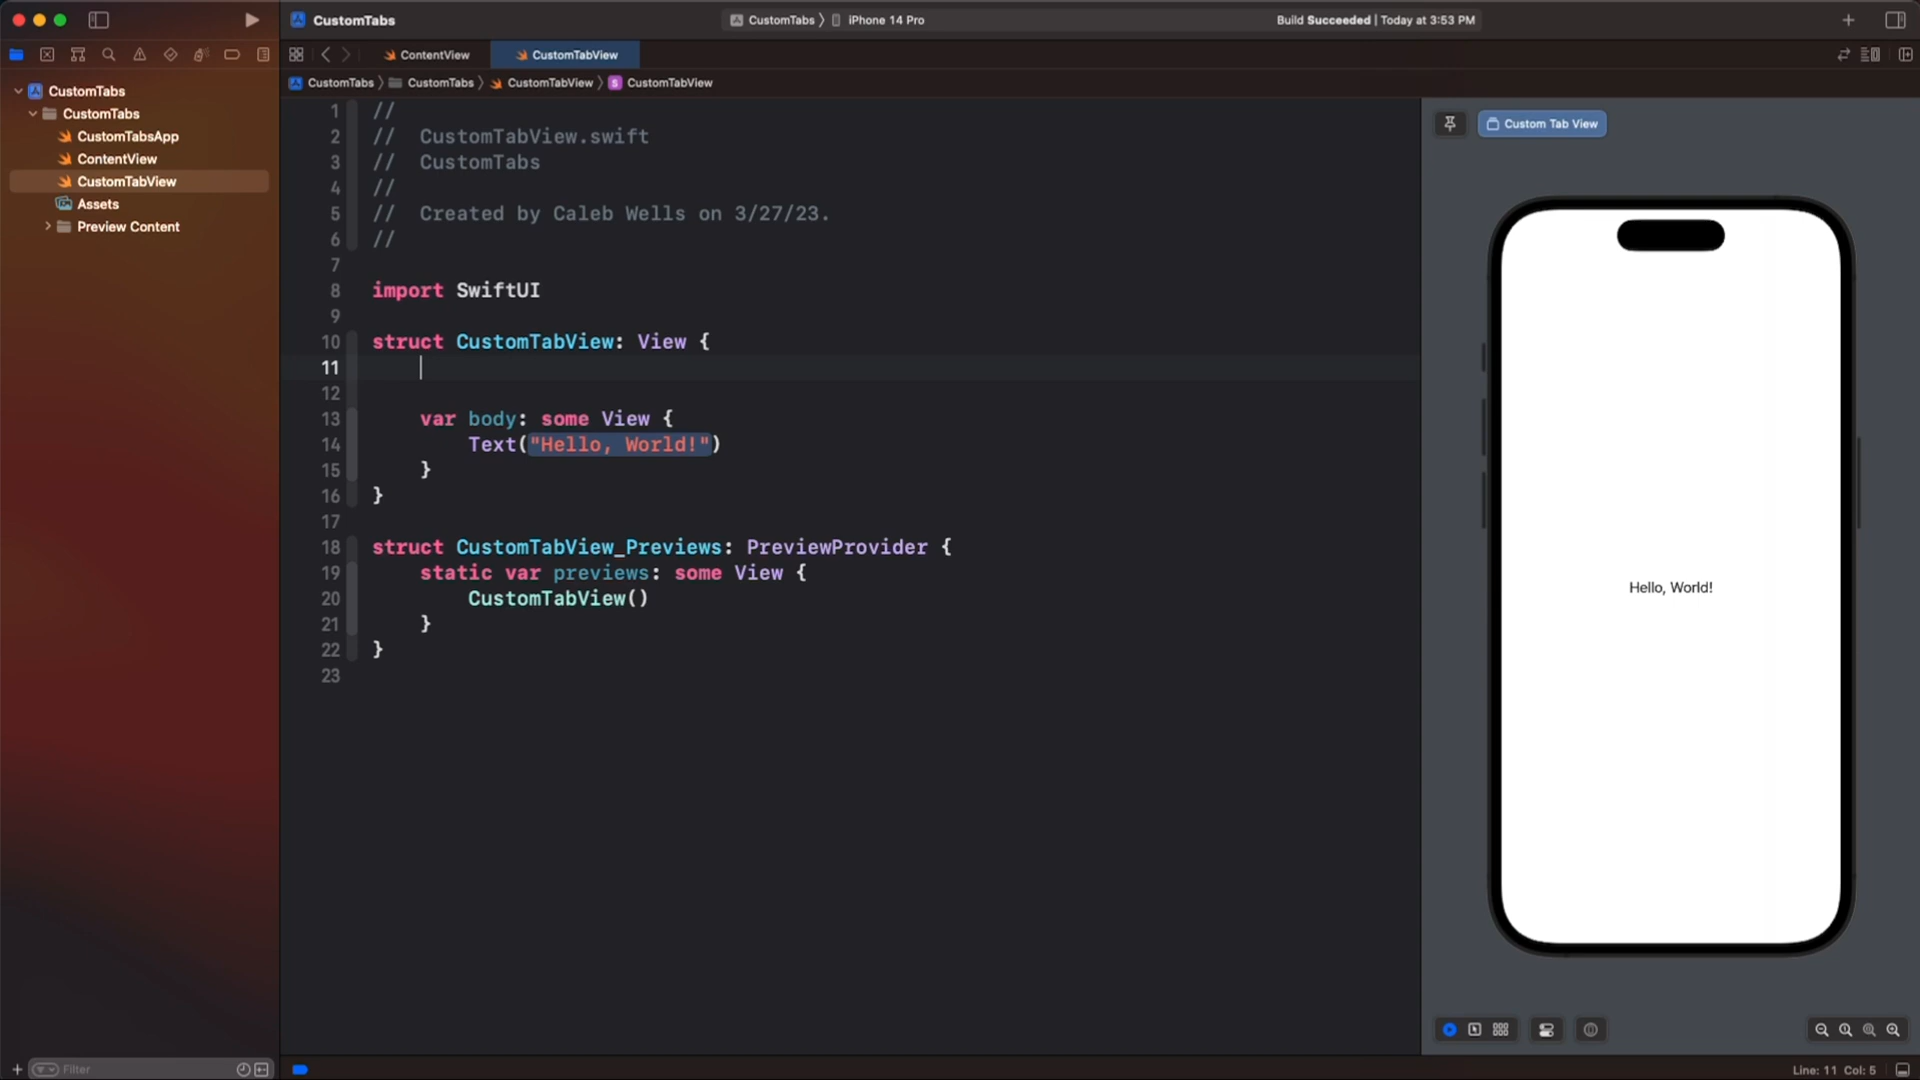 CustomTabs
CustomTabs 〉 iPhone 14 Pro
Build Succeeded | Today at 3:53 PM
ContentView
CustomTabView
CustomTabs 〉 CustomTabs 〉 CustomTabView 〉 S CustomTabView
CustomTabs
CustomTabs
CustomTabsApp
ContentView
CustomTabView
Assets
Preview Content
1 //
2 //  CustomTabView.swift
3 //  CustomTabs
4 //
5 //  Created by Caleb Wells on 3/27/23.
6 //
7
8 import SwiftUI
9
10 struct CustomTabView: View {
11
12
13     var body: some View {
14         Text("Hello, World!")
15     }
16 }
17
18 struct CustomTabView_Previews: PreviewProvider {
19     static var previews: some View {
20         CustomTabView()
21     }
22 }
23
Custom Tab View
Hello, World!
Filter
Line: 11 Col: 5